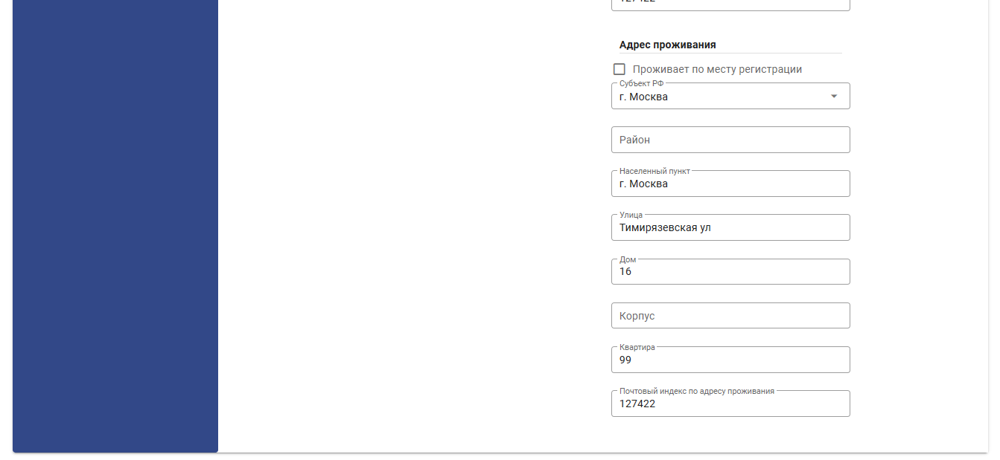 127422
Адрес проживания
Проживает по месту регистрации
Субъект РФ
г. Москва
Район
Населенный пункт
г. Москва
Улица
Тимирязевская ул
Дом
16
Корпус
Квартира
99
Почтовый индекс по адресу проживания
127422